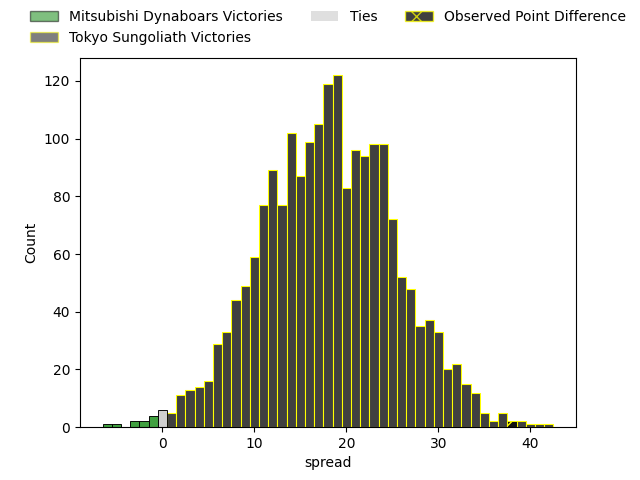 Mitsubishi Dynaboars Victories
Ties
Observed Point Difference
Tokyo Sungoliath Victories
120
100
80
60
40
20
0
Count
0 10 20 30 40
spread